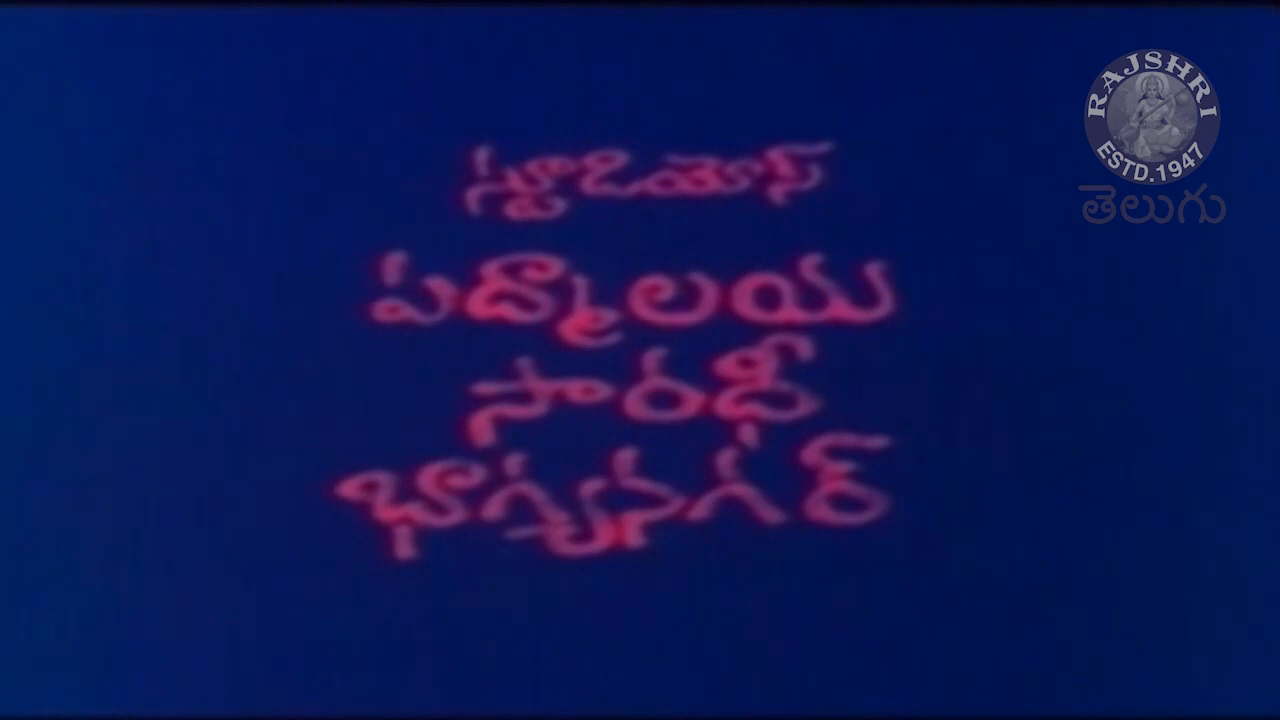 స్టూడియోస్
పద్మాలయ
సారథీ
భాగ్యనగర్
RAJSHRI
ESTD.1947
తెలుగు